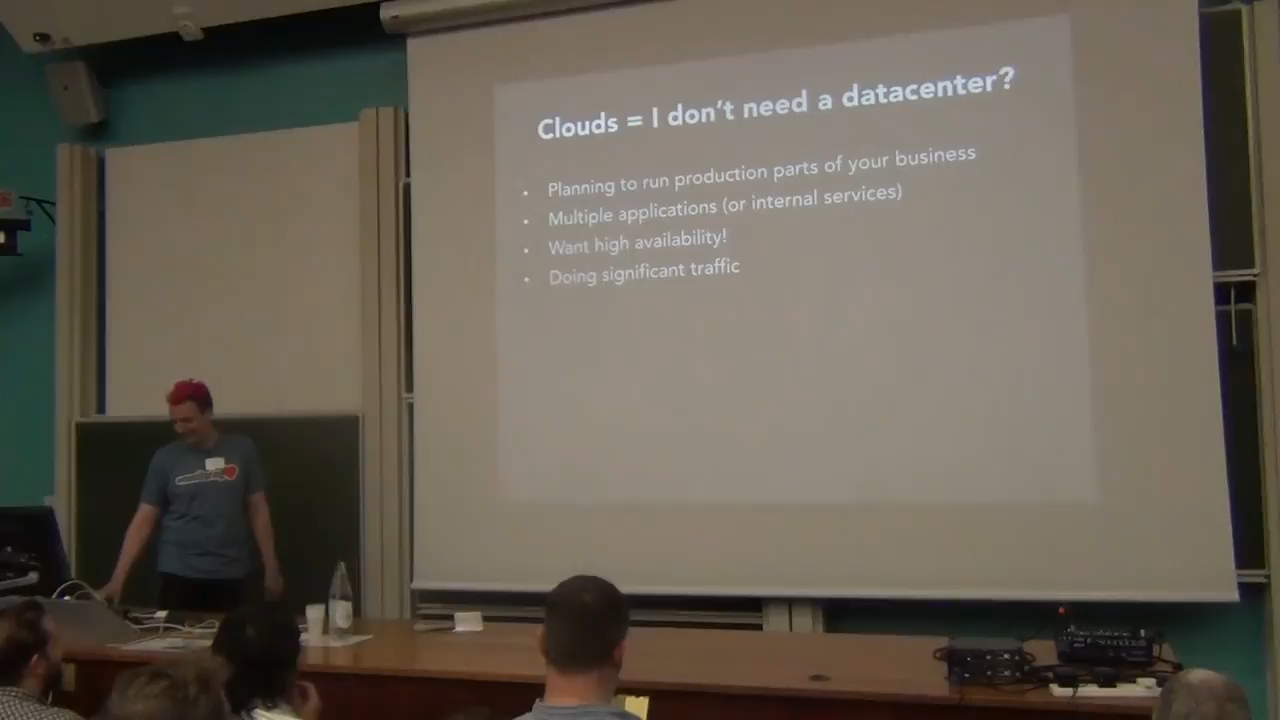 Clouds = I don't need a datacenter?
• Planning to run production parts of your business
• Multiple applications (or internal services)
• Want high availability!
• Doing significant traffic